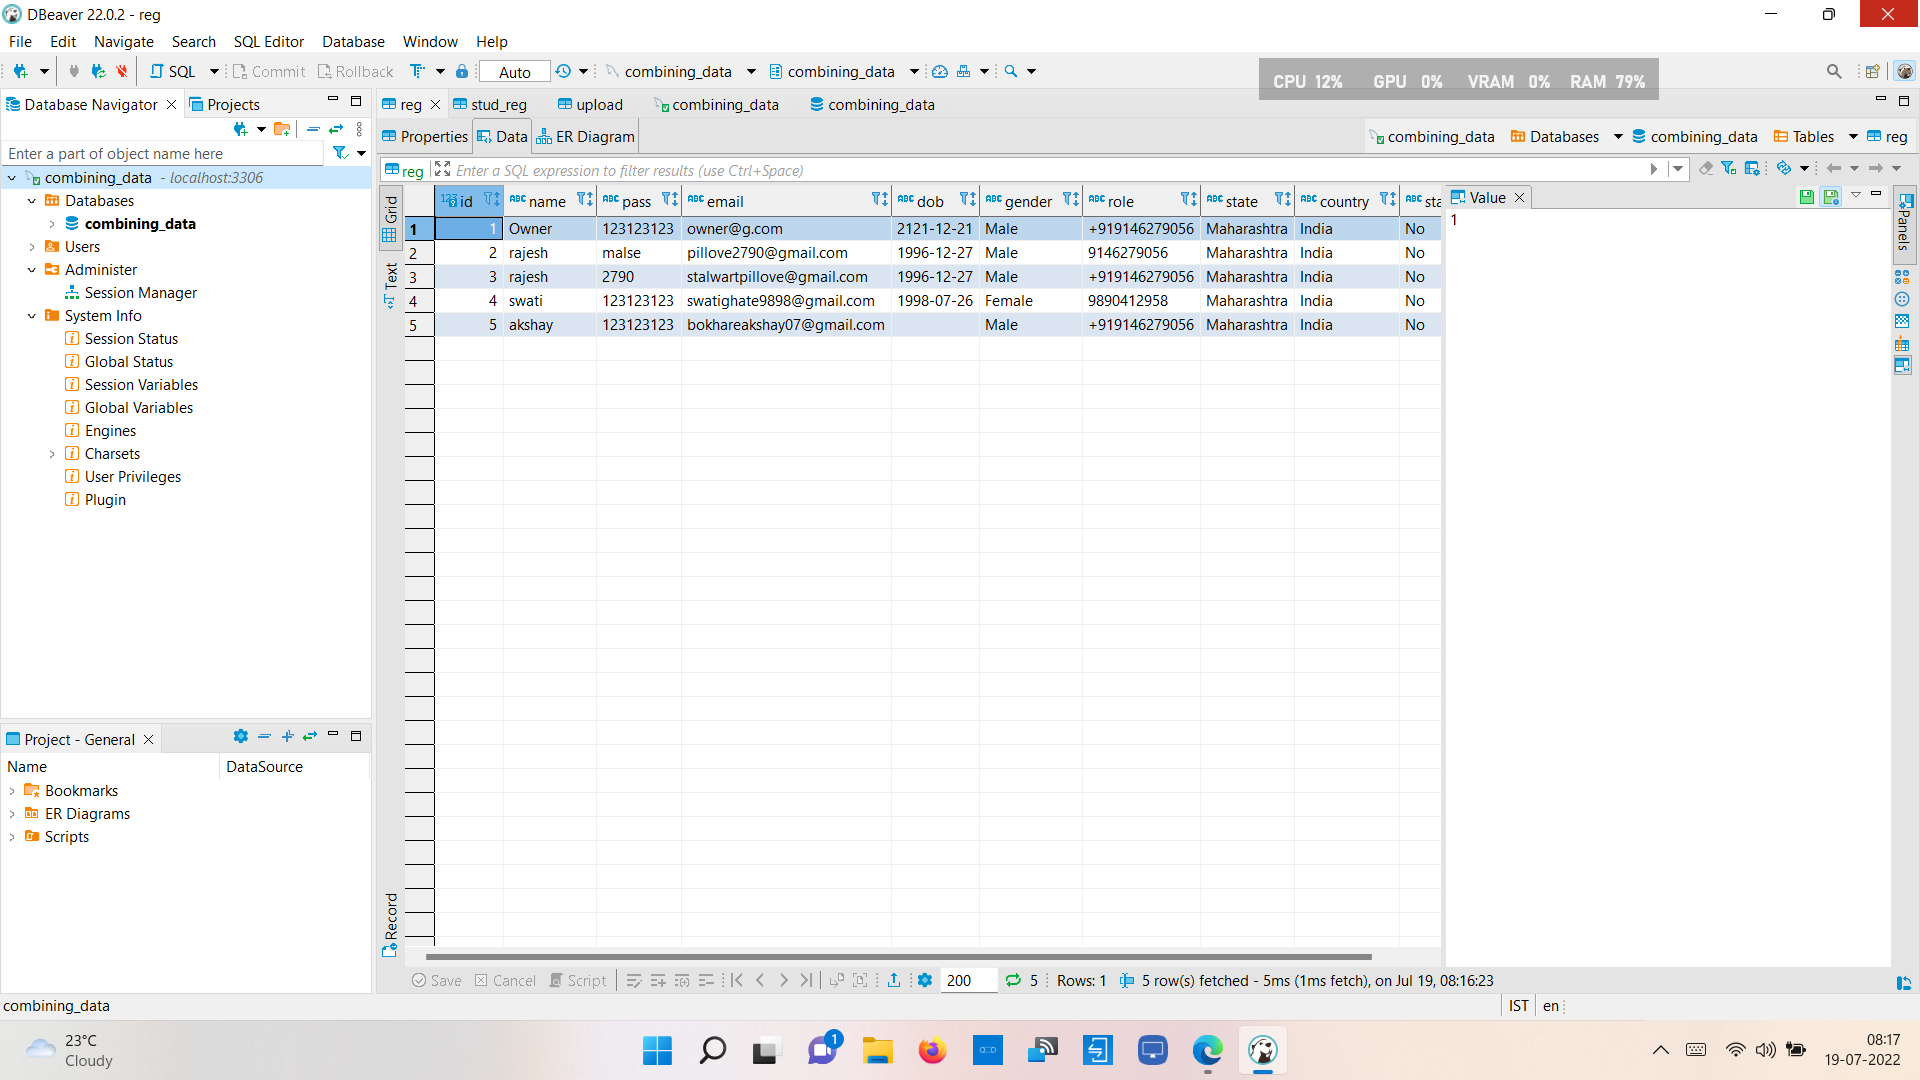 DBeaver 22.0.2 - reg
File Edit Navigate Search SQL Editor Database Window Help
SQL Commit Rollback Auto combining_data combining_data
CPU 12% GPU 0% VRAM 0% RAM 79%
Database Navigator Projects
reg stud_reg upload combining_data combining_data
Properties Data ER Diagram combining_data Databases combining_data Tables reg
Enter a part of object name here
reg Enter a SQL expression to filter results (use Ctrl+Space)
combining_data - localhost:3306
Databases
combining_data
Users
Administer
Session Manager
System Info
Session Status
Global Status
Session Variables
Global Variables
Engines
Charsets
User Privileges
Plugin
Grid
Text
Record
123 id ABC name ABC pass ABC email ABC dob ABC gender ABC role ABC state ABC country ABC sta
1 1 Owner 123123123 owner@g.com 2121-12-21 Male +919146279056 Maharashtra India No
2 2 rajesh malse pillove2790@gmail.com 1996-12-27 Male 9146279056 Maharashtra India No
3 3 rajesh 2790 stalwartpillove@gmail.com 1996-12-27 Male +919146279056 Maharashtra India No
4 4 swati 123123123 swatighate9898@gmail.com 1998-07-26 Female 9890412958 Maharashtra India No
5 5 akshay 123123123 bokhareakshay07@gmail.com Male +919146279056 Maharashtra India No
Value
1
Panels
Project - General
Name DataSource
Bookmarks
ER Diagrams
Scripts
Save Cancel Script 200 5 Rows: 1 5 row(s) fetched - 5ms (1ms fetch), on Jul 19, 08:16:23
combining_data IST en
23°C
Cloudy
1
08:17
19-07-2022